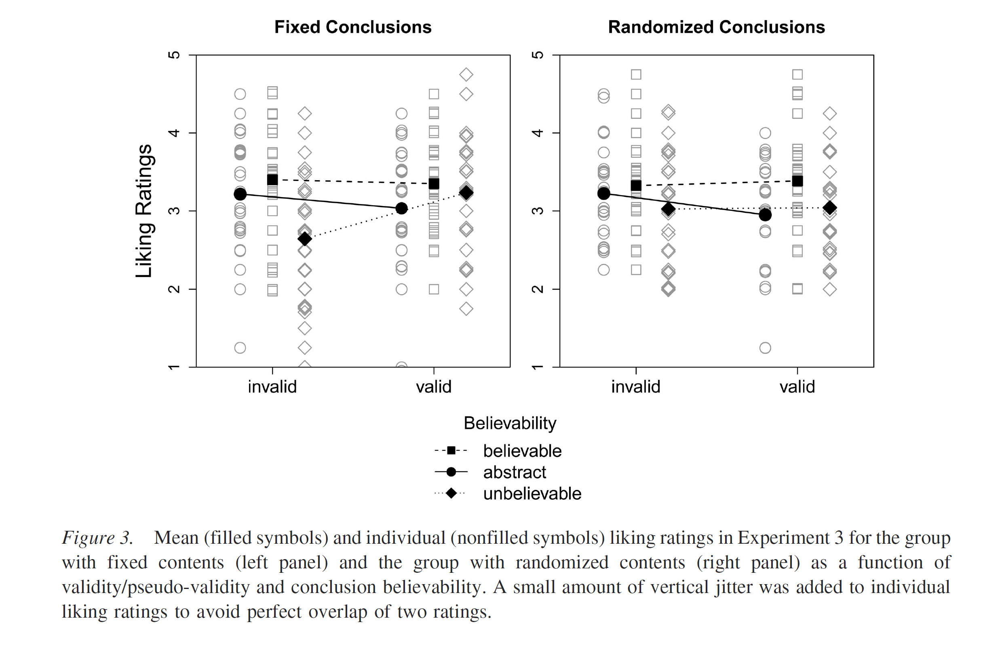 Fixed Conclusions
Randomized Conclusions
Liking Ratings
5
4
3
2
1
invalid
valid
5
4
3
2
1
invalid
valid
Believability
believable
abstract
unbelievable
Figure 3. Mean (filled symbols) and individual (nonfilled symbols) liking ratings in Experiment 3 for the group
with fixed contents (left panel) and the group with randomized contents (right panel) as a function of
validity/pseudo-validity and conclusion believability. A small amount of vertical jitter was added to individual
liking ratings to avoid perfect overlap of two ratings.